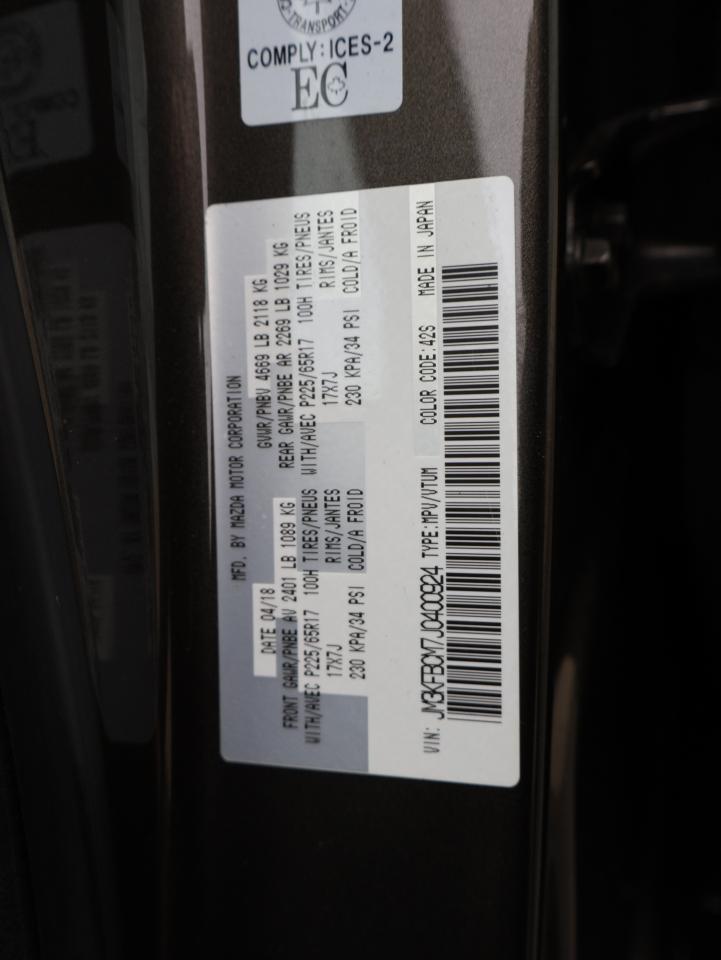 TRANSPORT
COMPLY: ICES-2
EC
MFD. BY MAZDA MOTOR CORPORATION
DATE 04/18 GVWR/PNBV 4669 LB 2118 KG
FRONT GAWR/PNBE AV 2401 LB 1089 KG REAR GAWR/PNBE AR 2269 LB 1029 KG
WITH/AVEC P225/65R17 100H TIRES/PNEUS WITH/AVEC P225/65R17 100H TIRES/PNEUS
17X7J RIMS/JANTES 17X7J RIMS/JANTES
230 KPA/34 PSI COLD/A FROID 230 KPA/34 PSI COLD/A FROID
VIN: JM3KFBCM7J0400924 TYPE:MPV/VTUM COLOR CODE:42S MADE IN JAPAN